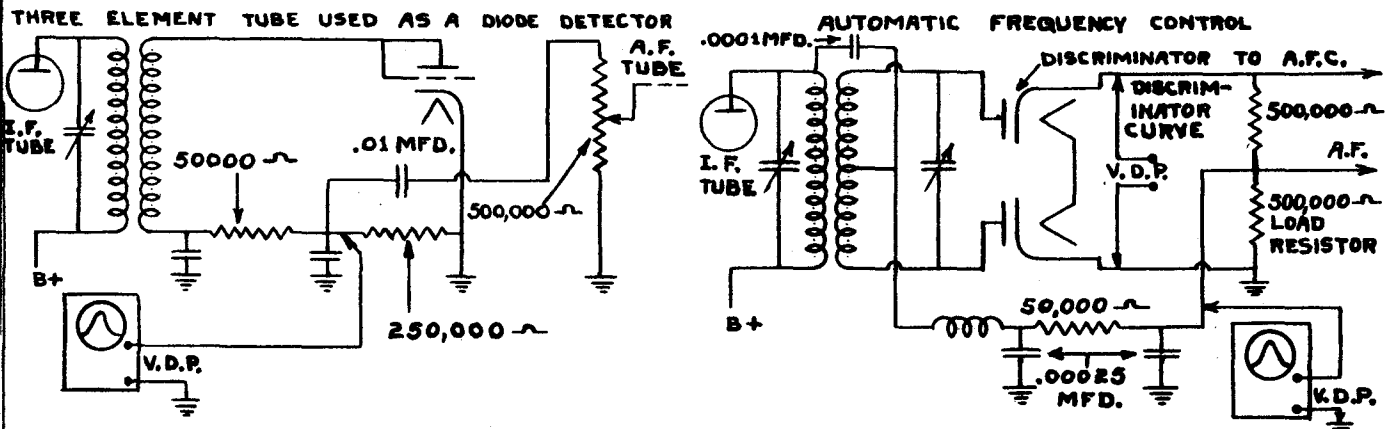 THREE ELEMENT TUBE USED AS A DIODE DETECTOR
A.F.
TUBE
I.F.
TUBE
50000 Ω
.01 MFD.
500,000 Ω
B+
250,000 Ω
V.D.P.
AUTOMATIC FREQUENCY CONTROL
.0001 MFD.
DISCRIMINATOR TO A.F.C.
DISCRIM-
INATOR
CURVE
500,000 Ω
A.F.
I.F.
TUBE
V.D.P.
500,000 Ω
LOAD
RESISTOR
B+
50,000 Ω
.00025
MFD.
V.D.P.